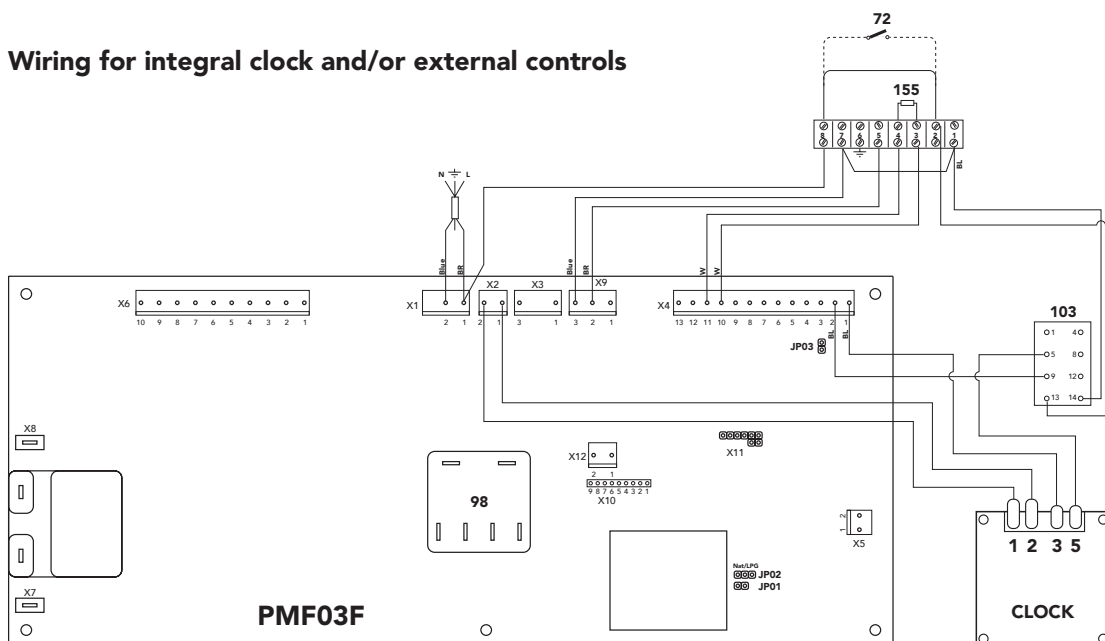 72
Wiring for integral clock and/or external controls
155
8 7 6 5 4 3 2 1
BL
N L
Blue BR Blue BR W W
X6 X1 X2 X3 X9 X4
10 9 8 7 6 5 4 3 2 1
2 1
2 1
3 1
3 2 1
13 12 11 10 9 8 7 6 5 4 3 2 1
BL BL
JP03
103
1 4
5 8
9 12
13 14
X8
X11
X12
2 1
9 8 7 6 5 4 3 2 1
X10
98
2 1
X5
1 2 3 5
Nat/LPG
JP02
JP01
X7
PMF03F
CLOCK